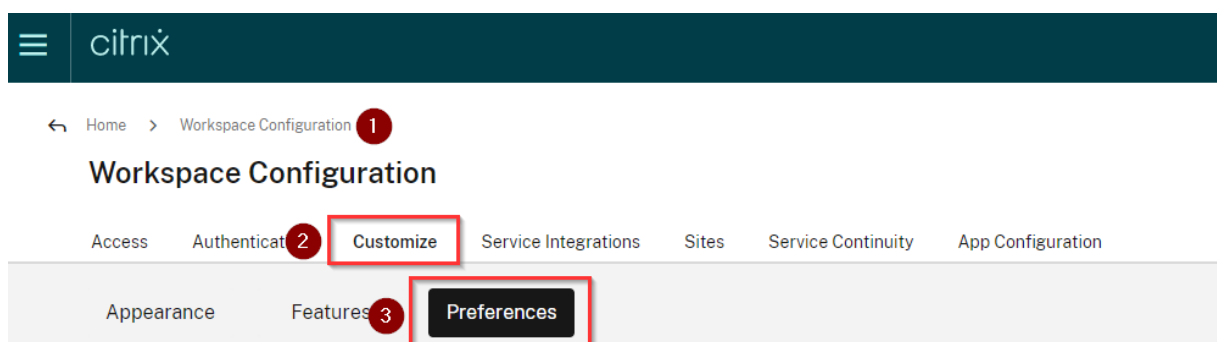 citrix
Home > Workspace Configuration 1
Workspace Configuration
Access Authenticat 2 Customize Service Integrations Sites Service Continuity App Configuration
Appearance Features 3 Preferences